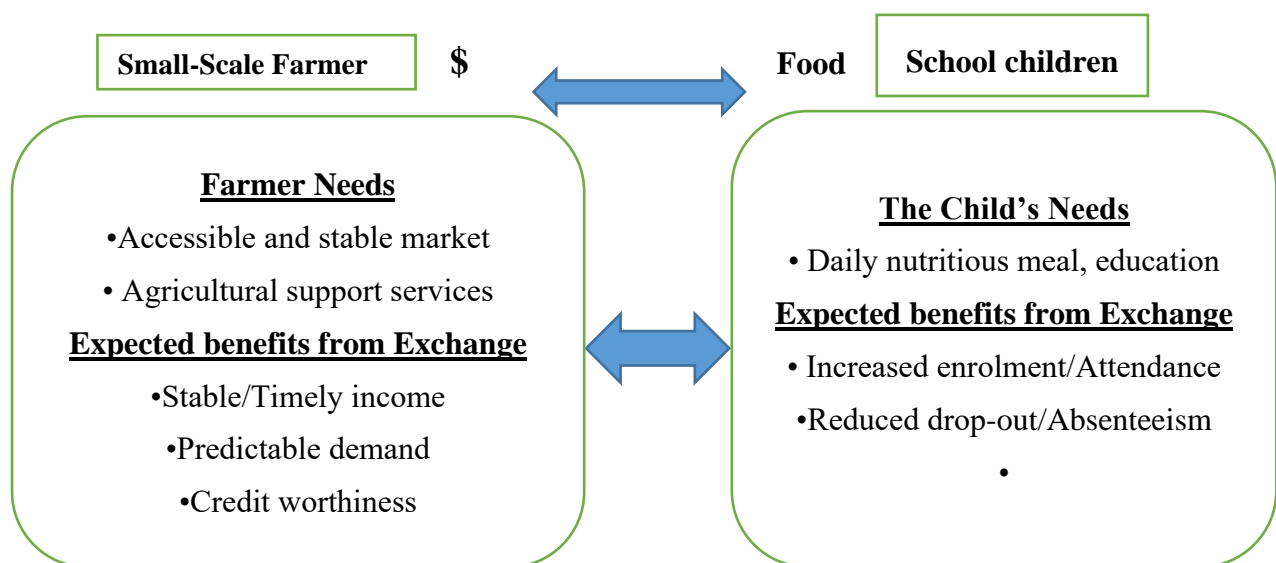 Small-Scale Farmer
$
Food
School children
Farmer Needs
•Accessible and stable market
• Agricultural support services
Expected benefits from Exchange
•Stable/Timely income
•Predictable demand
•Credit worthiness
The Child’s Needs
• Daily nutritious meal, education
Expected benefits from Exchange
• Increased enrolment/Attendance
•Reduced drop-out/Absenteeism
•